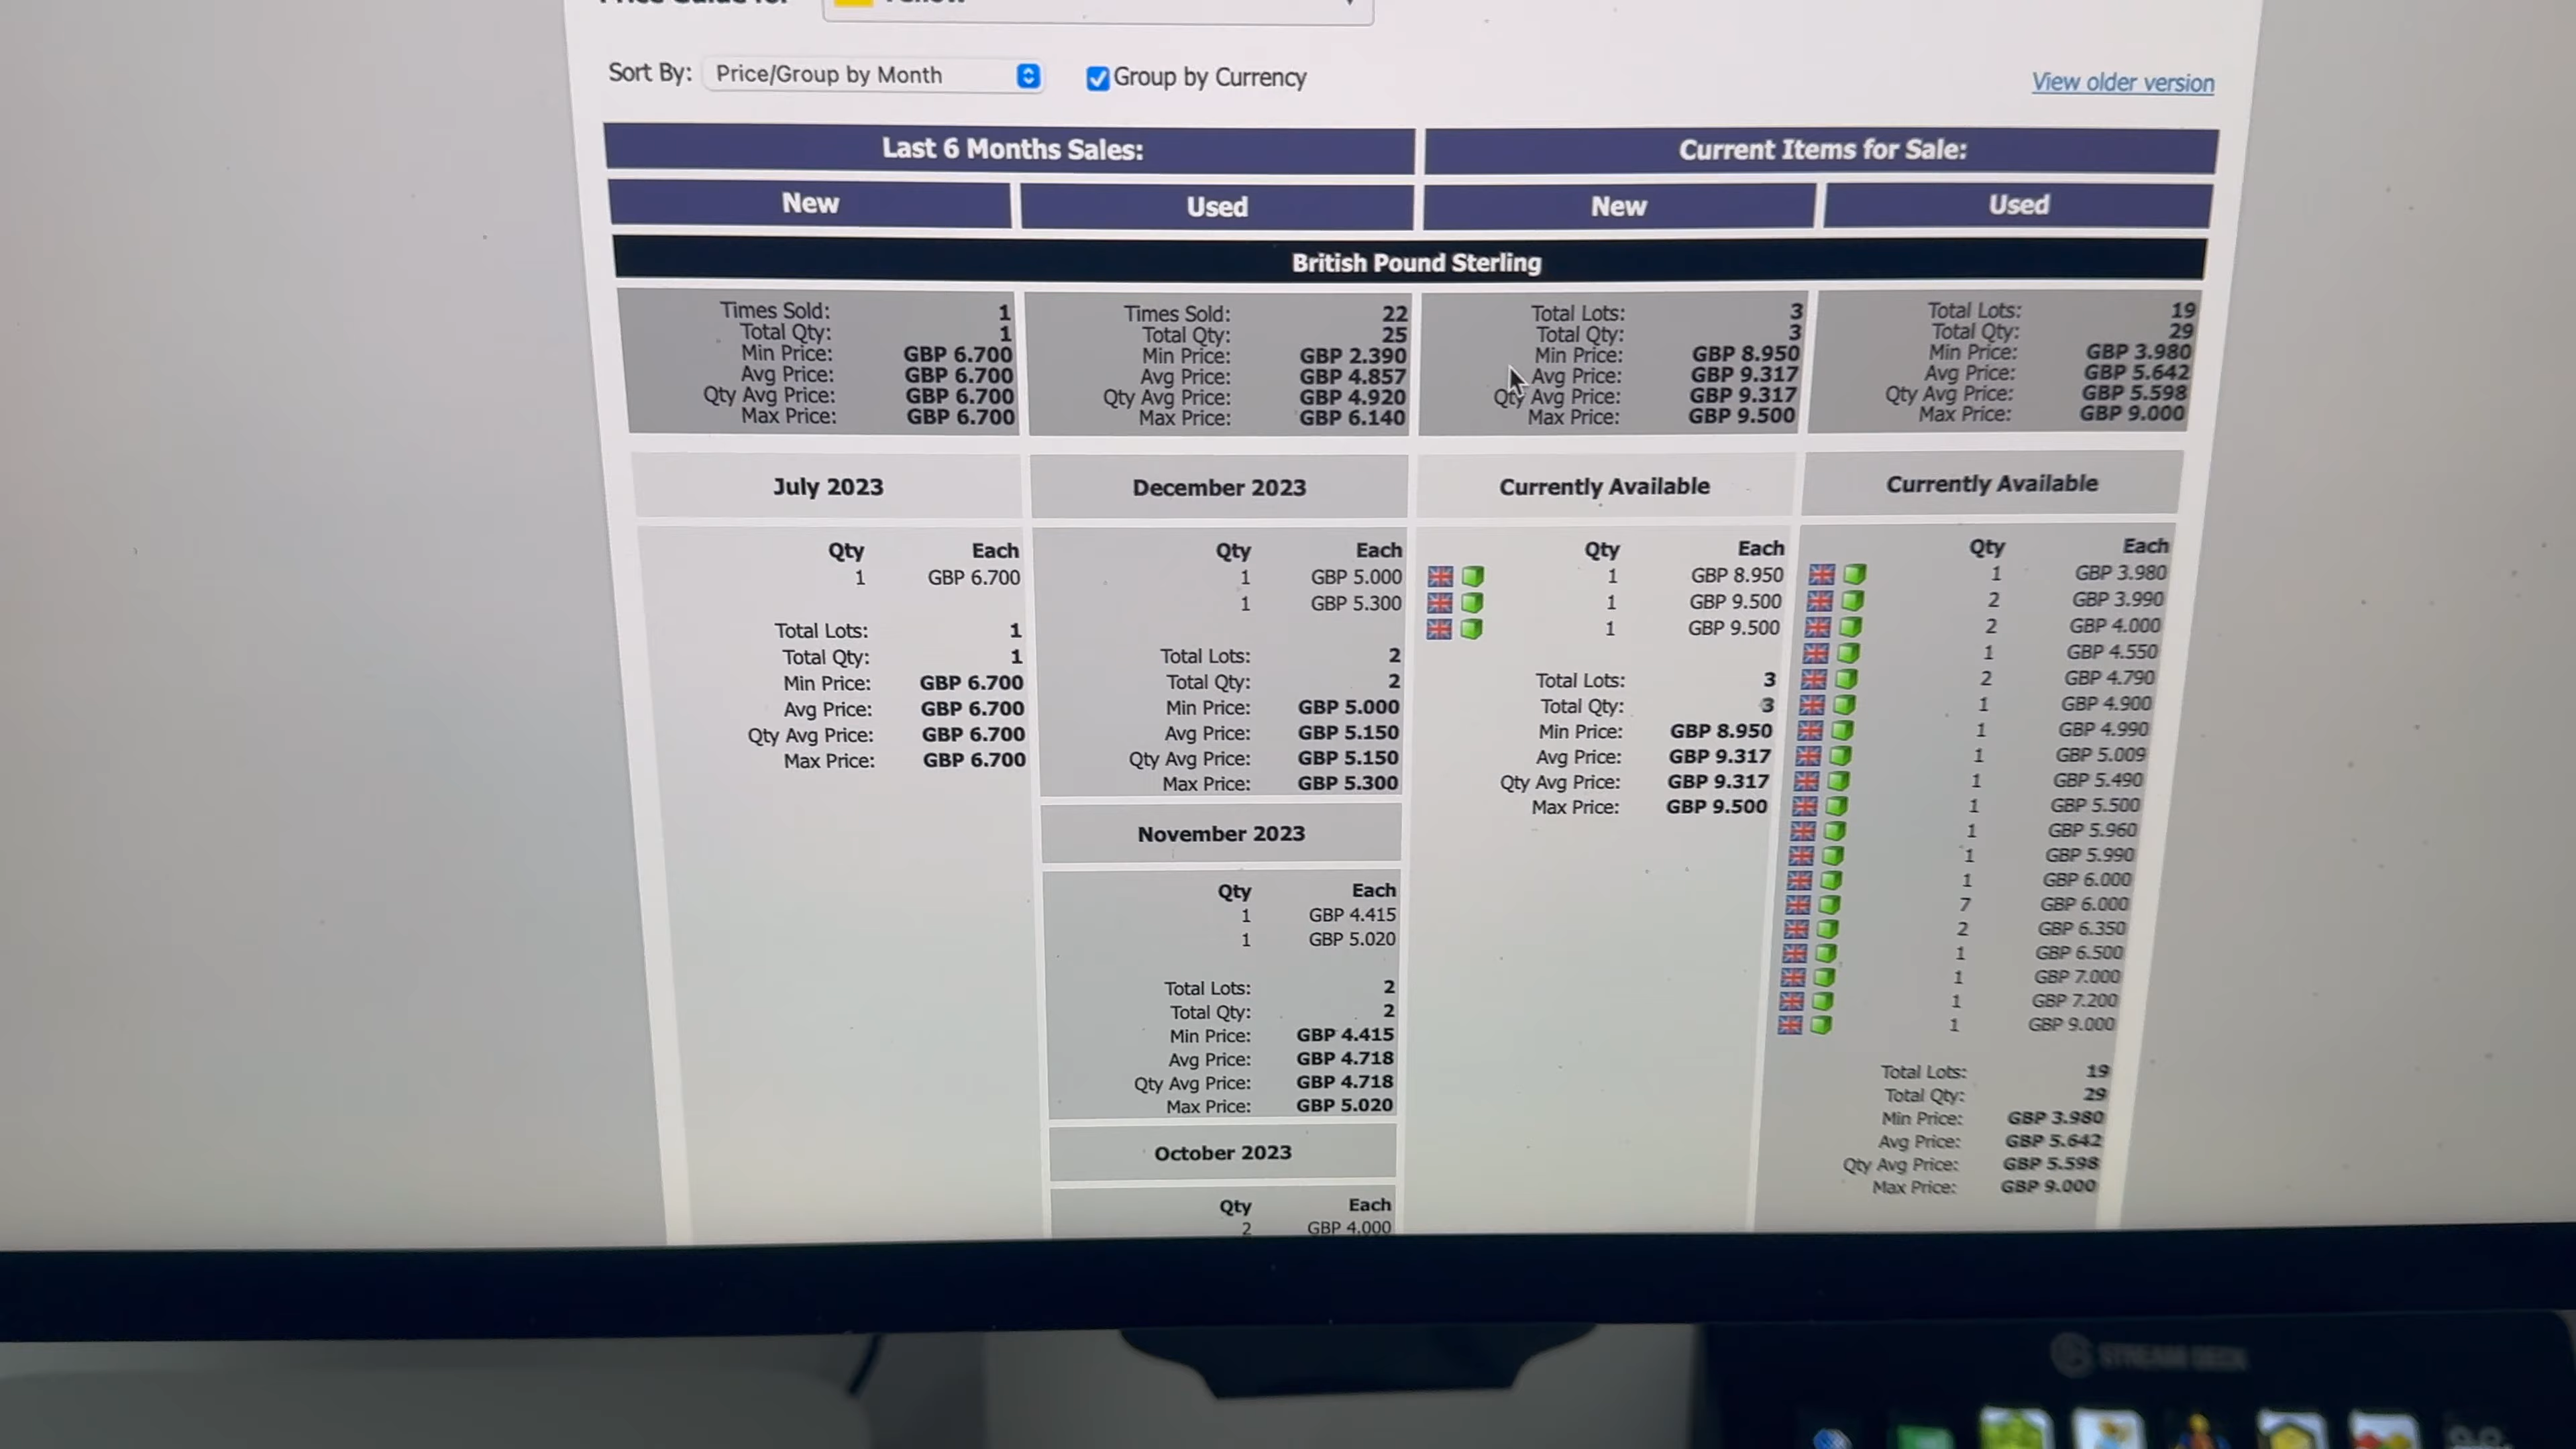 Price Guide for Yellow
Sort By: Price/Group by Month Group by Currency View older version
Last 6 Months Sales: Current Items for Sale:
New Used New Used
British Pound Sterling
Times Sold: 1 Times Sold: 22 Total Lots: 3 Total Lots: 19
Total Qty: 1 Total Qty: 25 Total Qty: 3 Total Qty: 29
Min Price: GBP 6.700 Min Price: GBP 2.390 Min Price: GBP 8.950 Min Price: GBP 3.980
Avg Price: GBP 6.700 Avg Price: GBP 4.857 Avg Price: GBP 9.317 Avg Price: GBP 5.642
Qty Avg Price: GBP 6.700 Qty Avg Price: GBP 4.920 Qty Avg Price: GBP 9.317 Qty Avg Price: GBP 5.598
Max Price: GBP 6.700 Max Price: GBP 6.140 Max Price: GBP 9.500 Max Price: GBP 9.000
July 2023
Qty Each
1 GBP 6.700
Total Lots: 1
Total Qty: 1
Min Price: GBP 6.700
Avg Price: GBP 6.700
Qty Avg Price: GBP 6.700
Max Price: GBP 6.700
December 2023
Qty Each
1 GBP 5.000
1 GBP 5.300
Total Lots: 2
Total Qty: 2
Min Price: GBP 5.000
Avg Price: GBP 5.150
Qty Avg Price: GBP 5.150
Max Price: GBP 5.300
November 2023
Qty Each
1 GBP 4.415
1 GBP 5.020
Total Lots: 2
Total Qty: 2
Min Price: GBP 4.415
Avg Price: GBP 4.718
Qty Avg Price: GBP 4.718
Max Price: GBP 5.020
October 2023
Qty Each
2 GBP 4.000
Currently Available
Qty Each
1 GBP 8.950
1 GBP 9.500
1 GBP 9.500
Total Lots: 3
Total Qty: 3
Min Price: GBP 8.950
Avg Price: GBP 9.317
Qty Avg Price: GBP 9.317
Max Price: GBP 9.500
Currently Available
Qty Each
1 GBP 3.980
2 GBP 3.990
2 GBP 4.000
1 GBP 4.550
2 GBP 4.790
1 GBP 4.900
1 GBP 4.990
1 GBP 5.009
1 GBP 5.490
1 GBP 5.500
1 GBP 5.960
1 GBP 5.990
1 GBP 6.000
7 GBP 6.000
2 GBP 6.350
1 GBP 6.500
1 GBP 7.000
1 GBP 7.200
1 GBP 9.000
Total Lots: 19
Total Qty: 29
Min Price: GBP 3.980
Avg Price: GBP 5.642
Qty Avg Price: GBP 5.598
Max Price: GBP 9.000
STREAM DECK